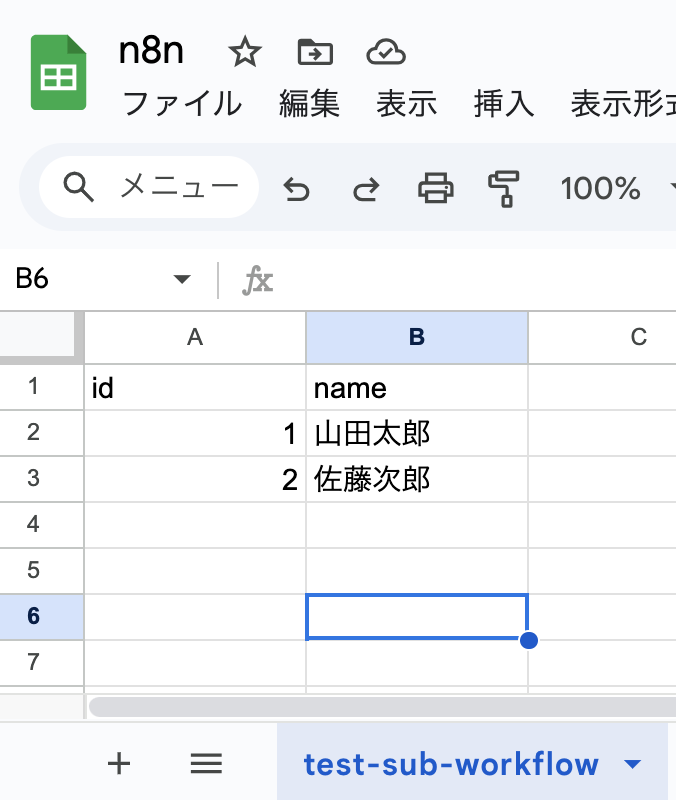 n8n
ファイル 編集 表示 挿入 表示形式
メニュー 100%
B6 fx
A B C
1 id name
2 1 山田太郎
3 2 佐藤次郎
4
5
6
7
test-sub-workflow